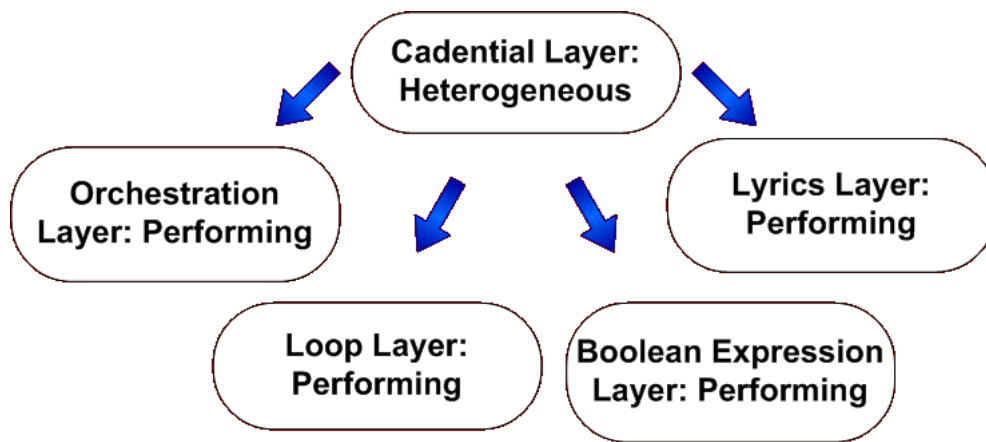 Cadential Layer:
Heterogeneous
Orchestration
Layer: Performing
Lyrics Layer:
Performing
Loop Layer:
Performing
Boolean Expression
Layer: Performing